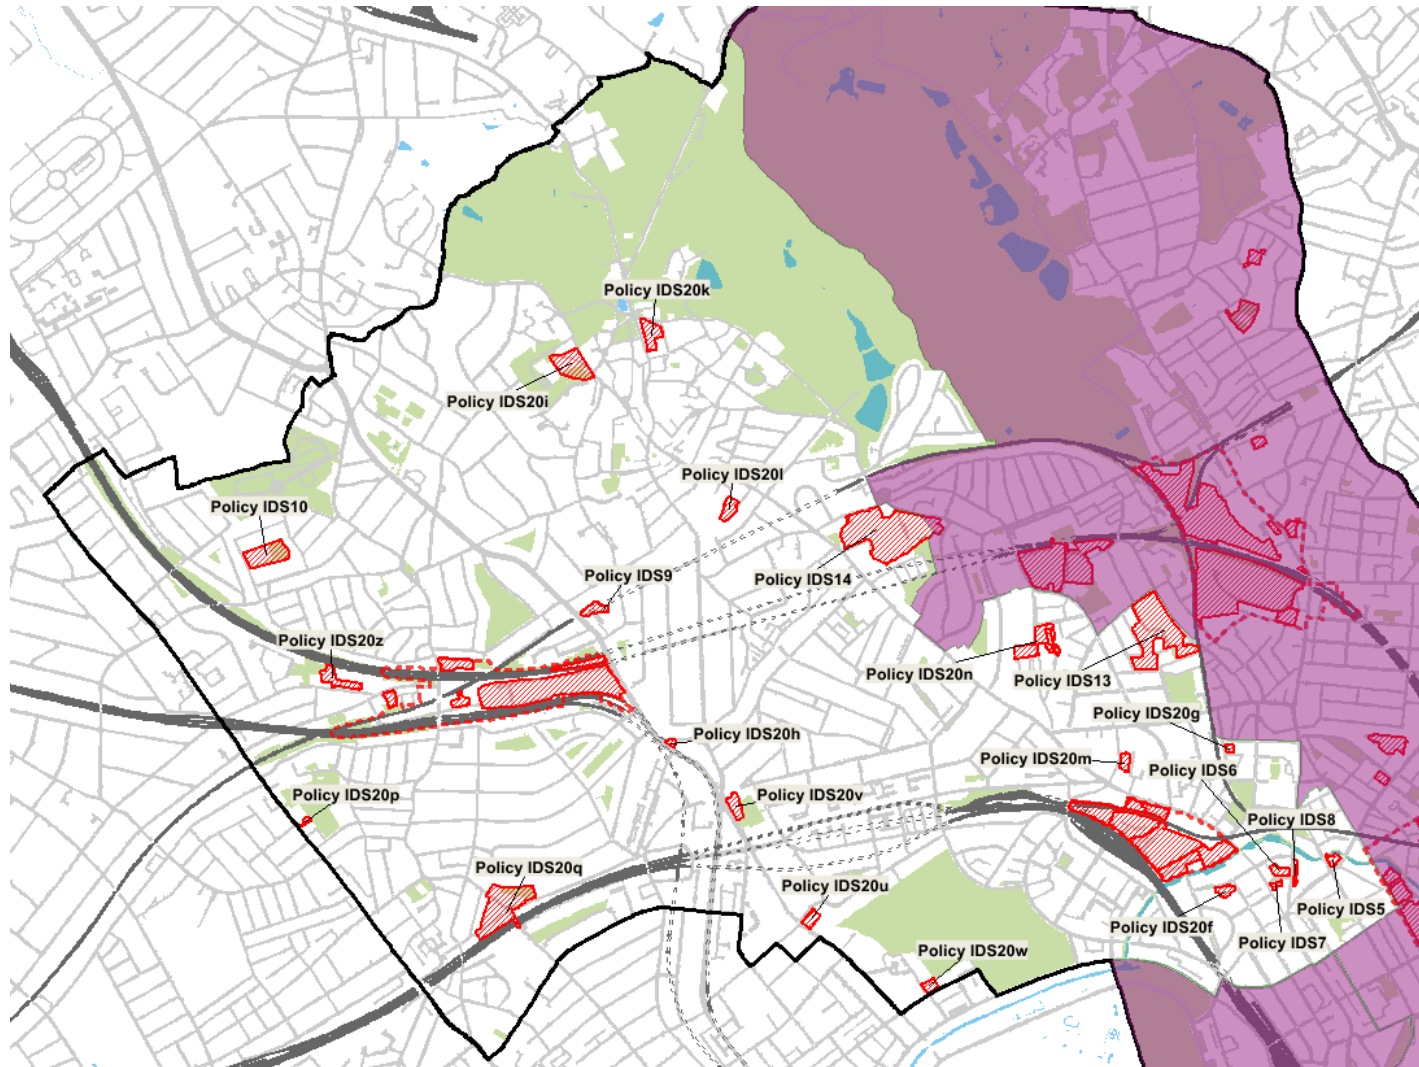 Policy IDS20k
Policy IDS20i
Policy IDS20l
Policy IDS10
Policy IDS9
Policy IDS14
Policy IDS20z
Policy IDS20n
Policy IDS13
Policy IDS20g
Policy IDS20h
Policy IDS20m
Policy IDS6
Policy IDS20p
Policy IDS20v
Policy IDS8
Policy IDS20q
Policy IDS20u
Policy IDS5
Policy IDS20f
Policy IDS7
Policy IDS20w